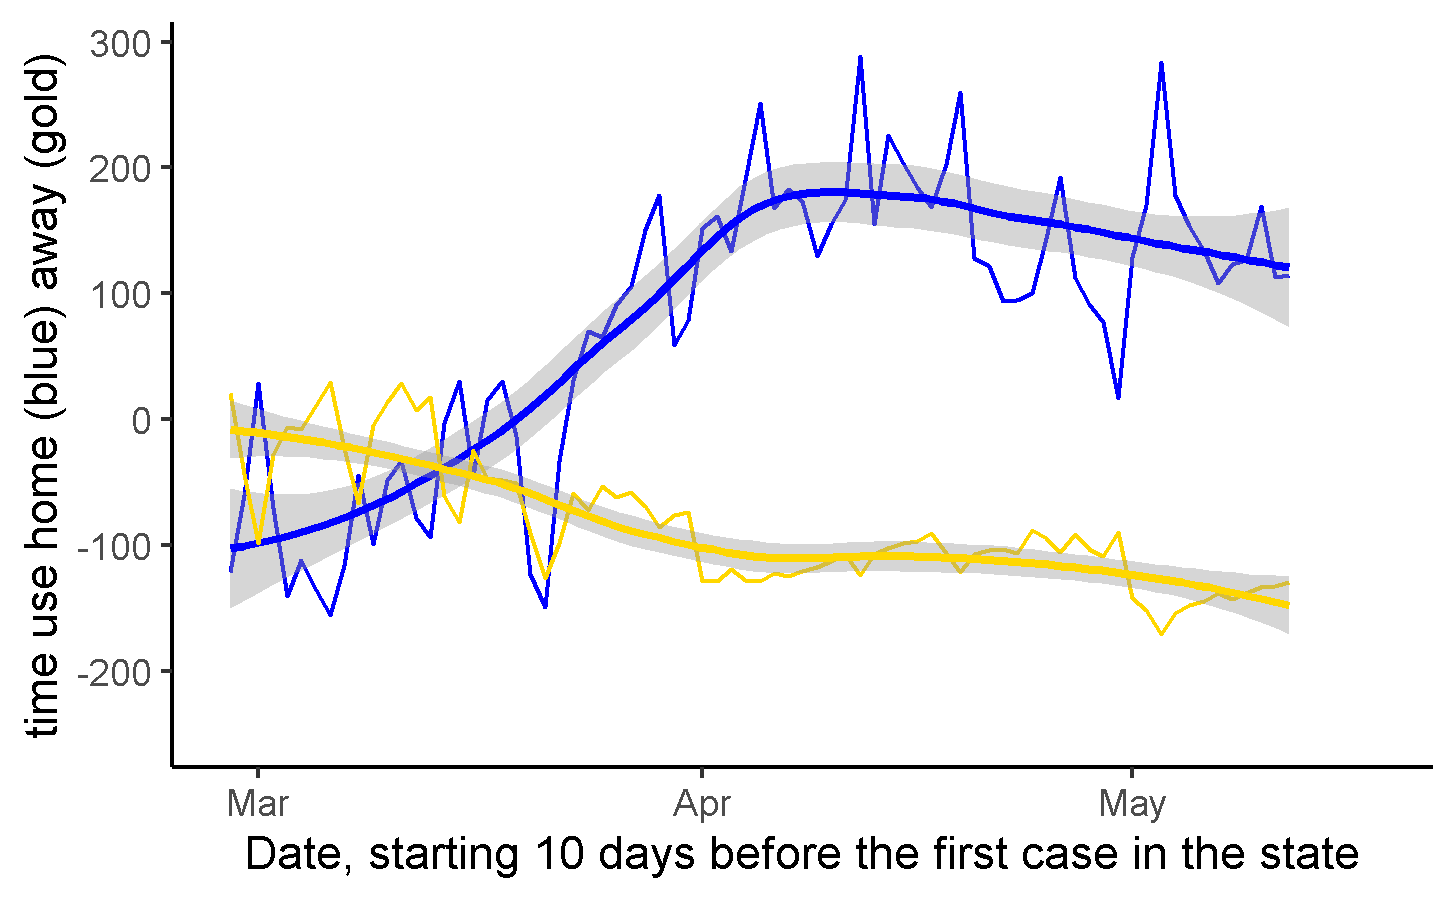 time use home (blue) away (gold)
300
200
100
0
-100
-200
Mar
Apr
May
Date, starting 10 days before the first case in the state